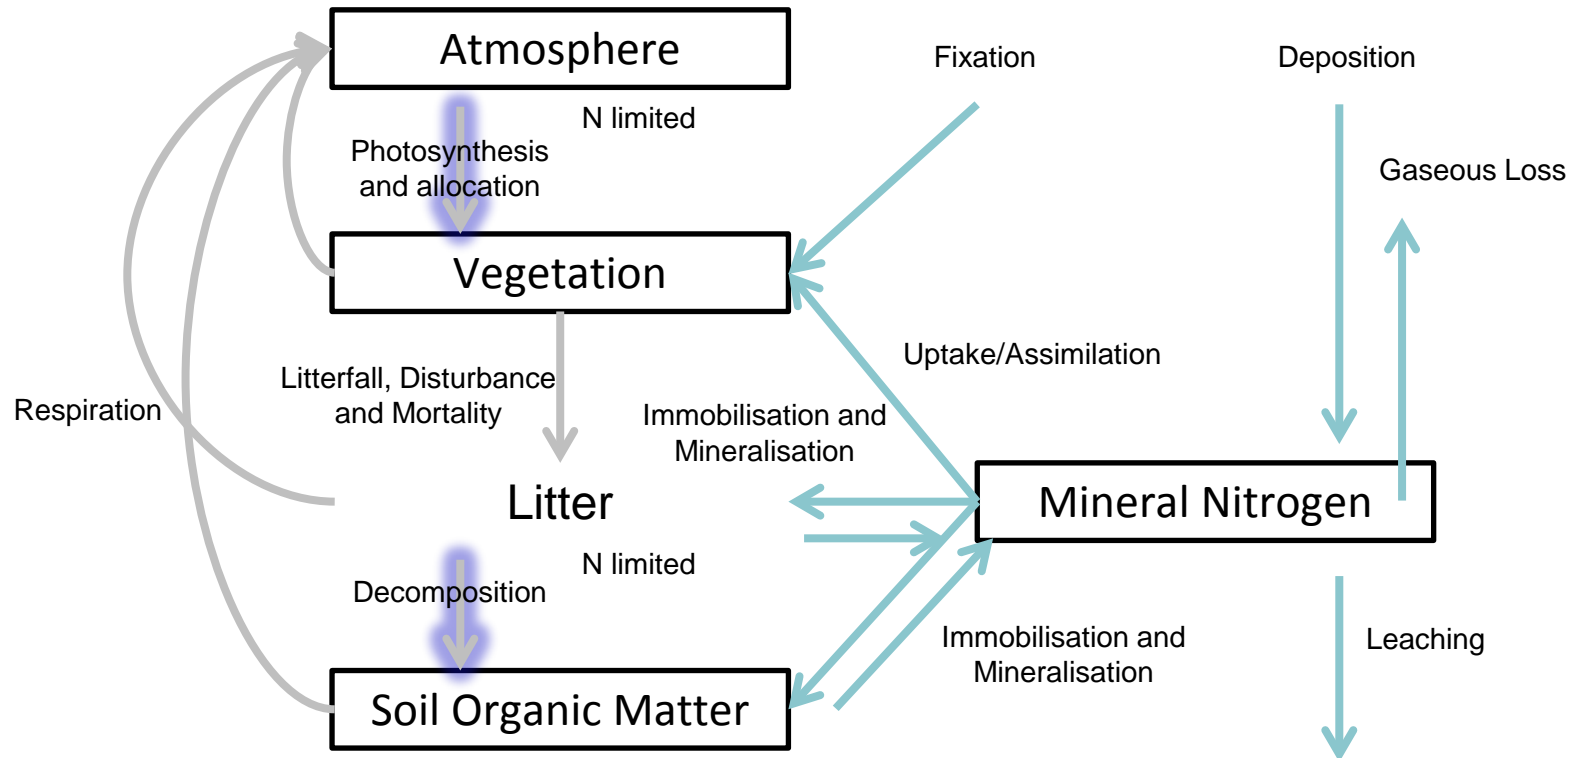 Atmosphere
Fixation
Deposition
N limited
Photosynthesis
and allocation
Gaseous Loss
Vegetation
Uptake/Assimilation
Litterfall, Disturbance
and Mortality
Respiration
Immobilisation and
Mineralisation
Litter
Mineral Nitrogen
N limited
Decomposition
Immobilisation and
Mineralisation
Leaching
Soil Organic Matter